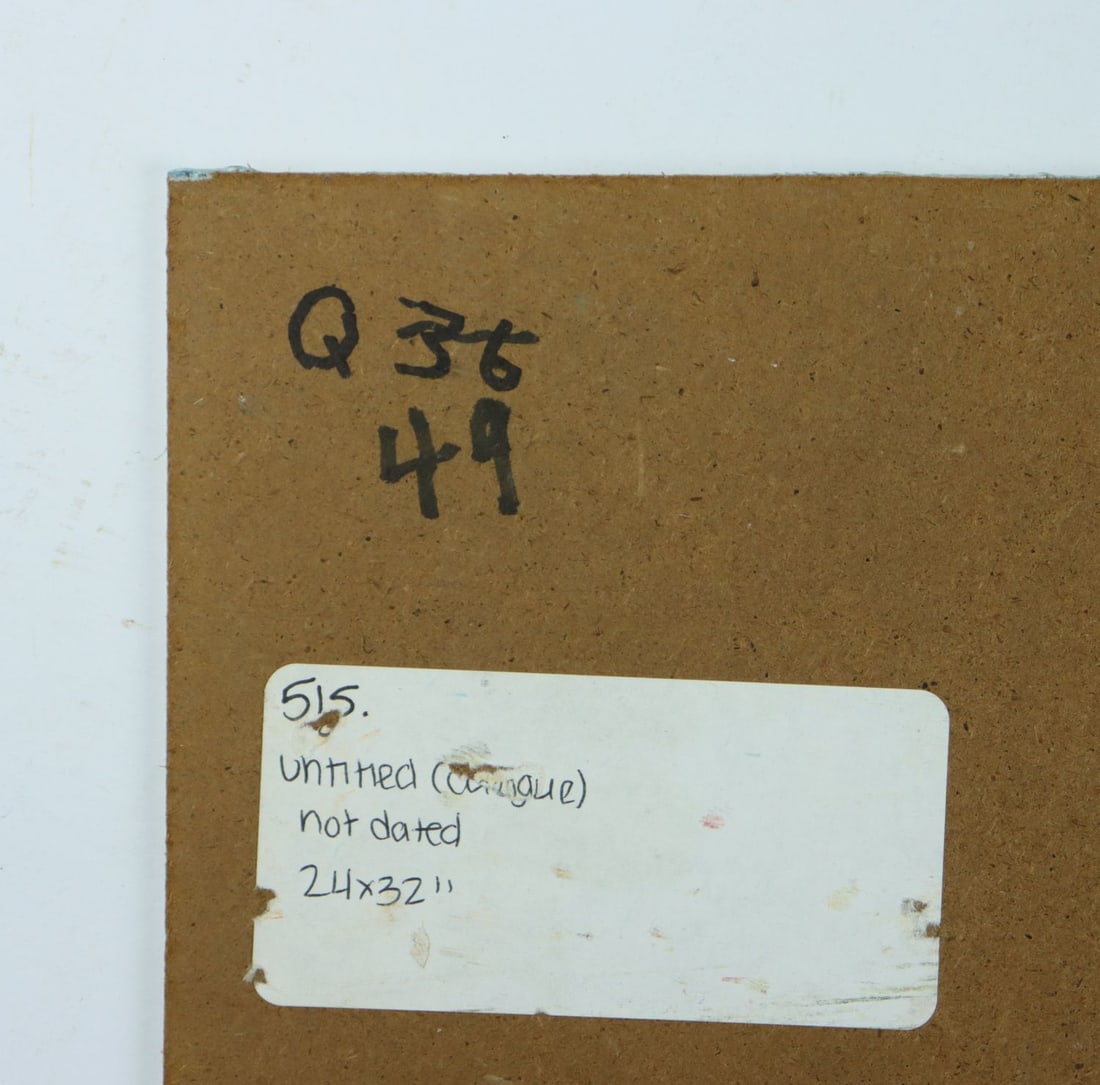 Q 36
49
515.
untitled
not dated
24x32"